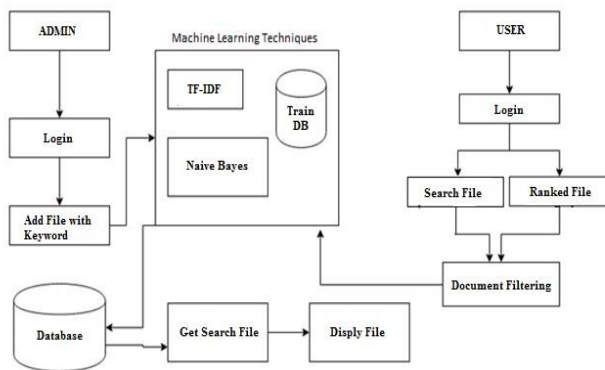 ADMIN
Login
Add File with
Keyword
Machine Learning Techniques
TF-IDF
Train
DB
Naive Bayes
USER
Login
Search File
Ranked File
Document Filtering
Database
Get Search File
Disply File